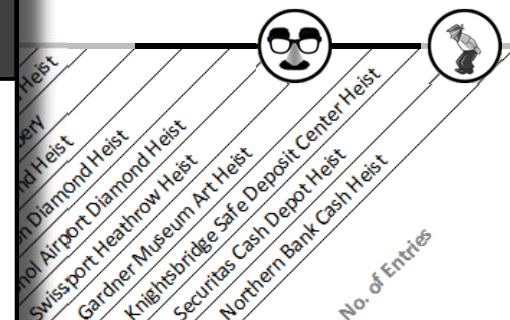 Heist
Heist
Diamond Heist
Airport Diamond Heist
Swissport Heathrow Heist
Gardner Museum Art Heist
Knightsbridge Safe Deposit Center Heist
Securitas Cash Depot Heist
Northern Bank Cash Heist
No. of Entries